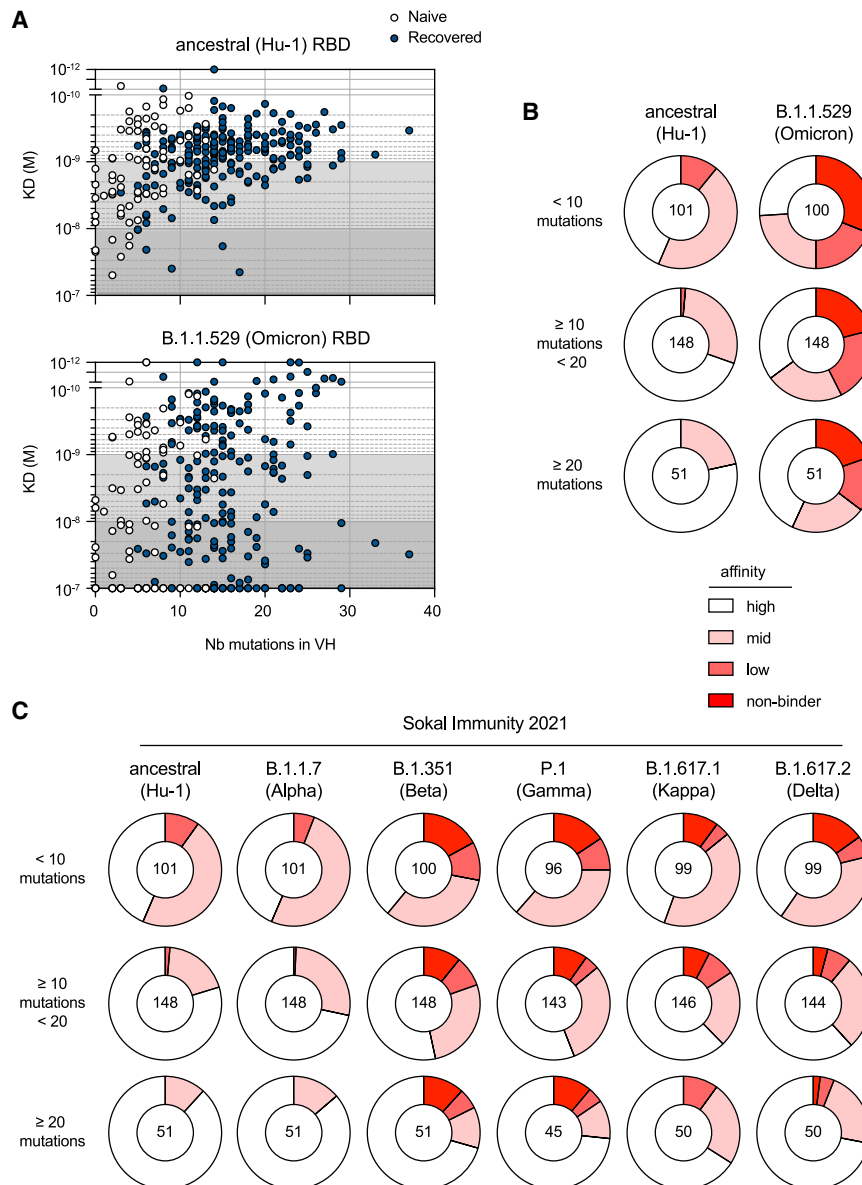 A
Naive
Recovered
ancestral (Hu-1) RBD
10-12
10-10
10-9
10-8
10-7
KD (M)
B.1.1.529 (Omicron) RBD
10-12
10-10
10-9
10-8
10-7
KD (M)
0 10 20 30 40
Nb mutations in VH
B
ancestral B.1.1.529
(Hu-1) (Omicron)
< 10
mutations
101 100
≥ 10
mutations
< 20
148 148
≥ 20
mutations
51 51
affinity
high
mid
low
non-binder
C
Sokal Immunity 2021
ancestral B.1.1.7 B.1.351 P.1 B.1.617.1 B.1.617.2
(Hu-1) (Alpha) (Beta) (Gamma) (Kappa) (Delta)
< 10
mutations
101 101 100 96 99 99
≥ 10
mutations
< 20
148 148 148 143 146 144
≥ 20
mutations
51 51 51 45 50 50